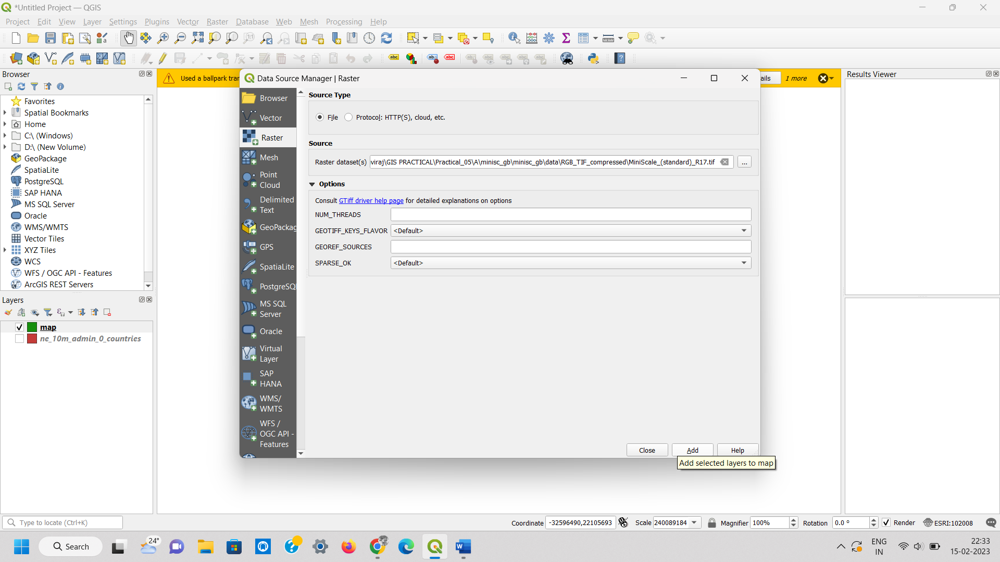 *Untitled Project — QGIS
Project Edit View Layer Settings Plugins Vector Raster Database Web Mesh Processing Help
Browser
Favorites
Spatial Bookmarks
Home
C:\ (Windows)
D:\ (New Volume)
GeoPackage
SpatiaLite
PostgreSQL
SAP HANA
MS SQL Server
Oracle
WMS/WMTS
Vector Tiles
XYZ Tiles
WCS
WFS / OGC API - Features
ArcGIS REST Servers
Layers
map
ne_10m_admin_0_countries
Used a ballpark tran
ails
1 more
Data Source Manager | Raster
Browser
Vector
Raster
Mesh
Point
Cloud
Delimited
Text
GeoPackag
GPS
SpatiaLite
PostgreSQ
MS SQL
Server
Oracle
Virtual
Layer
SAP
HANA
WMS/
WMTS
WFS /
OGC API -
Features
Source Type
File Protocol: HTTP(S), cloud, etc.
Source
Raster dataset(s) viraj\GIS PRACTICAL\Practical_05\A\minisc_gb\minisc_gb\data\RGB_TIF_compressed\MiniScale_(standard)_R17.tif ...
Options
Consult GTiff driver help page for detailed explanations on options
NUM_THREADS
GEOTIFF_KEYS_FLAVOR <Default>
GEOREF_SOURCES
SPARSE_OK <Default>
Close Add Help
Add selected layers to map
Results Viewer
Type to locate (Ctrl+K)
Coordinate -32596490,22105693 Scale 240089184 Magnifier 100% Rotation 0.0 ° Render ESRI:102008
Search
24°
ENG
IN
22:33
15-02-2023